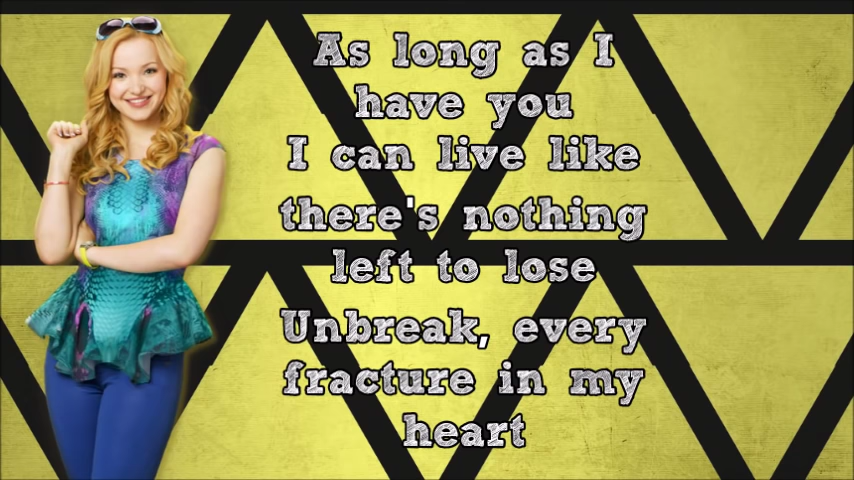 As long as I
have you
I can live like
there's nothing
left to lose
Unbreak, every
fracture in my
heart